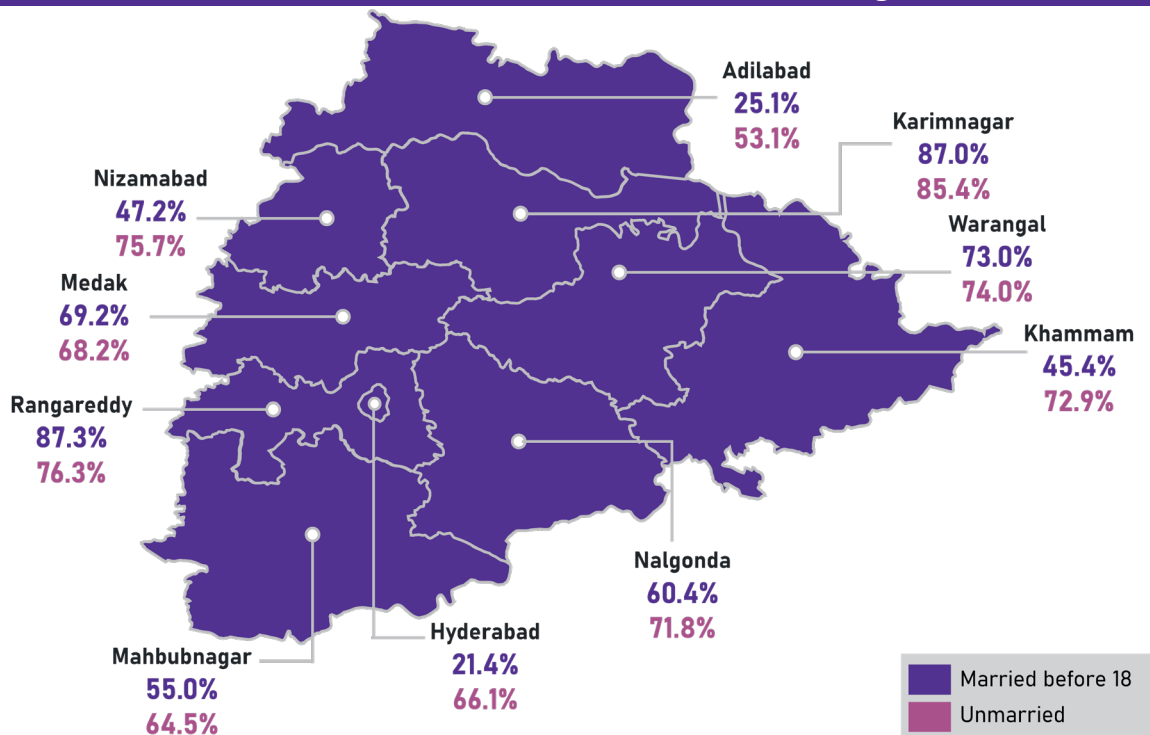 Adilabad
25.1%
53.1%
Karimnagar
87.0%
85.4%
Nizamabad
47.2%
75.7%
Warangal
73.0%
74.0%
Medak
69.2%
68.2%
Khammam
45.4%
72.9%
Rangareddy
87.3%
76.3%
Nalgonda
60.4%
71.8%
Hyderabad
21.4%
66.1%
Mahbubnagar
55.0%
64.5%
Married before 18
Unmarried